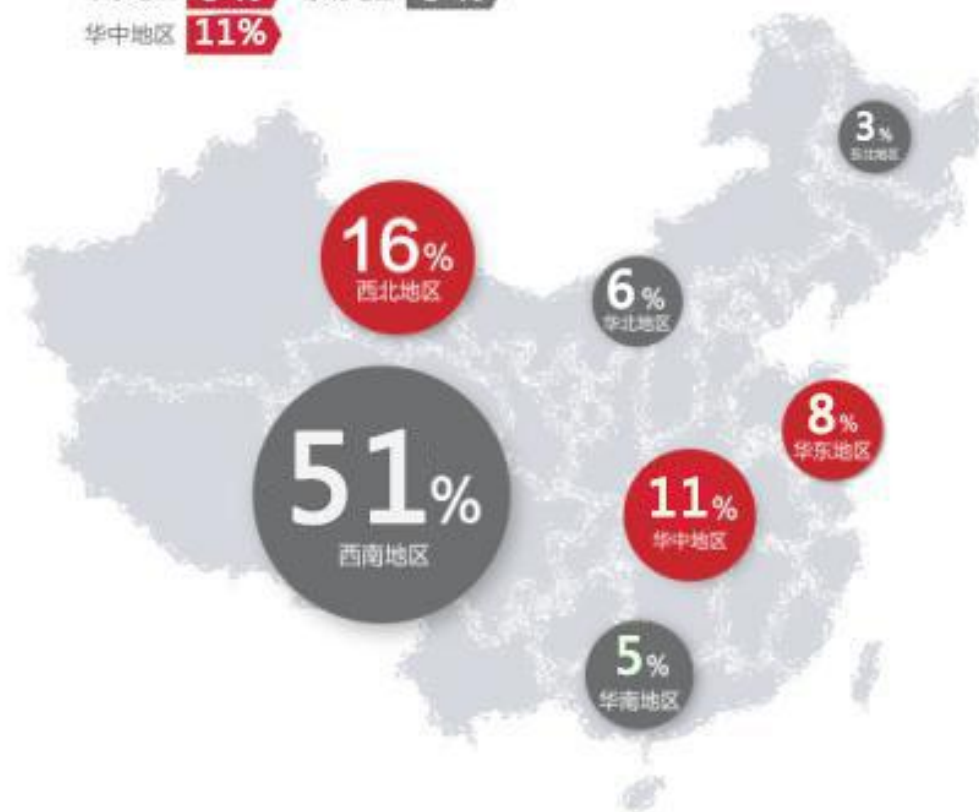 华中地区 11%
3%
东北地区
16%
西北地区
6%
华北地区
8%
华东地区
51%
西南地区
11%
华中地区
5%
华南地区